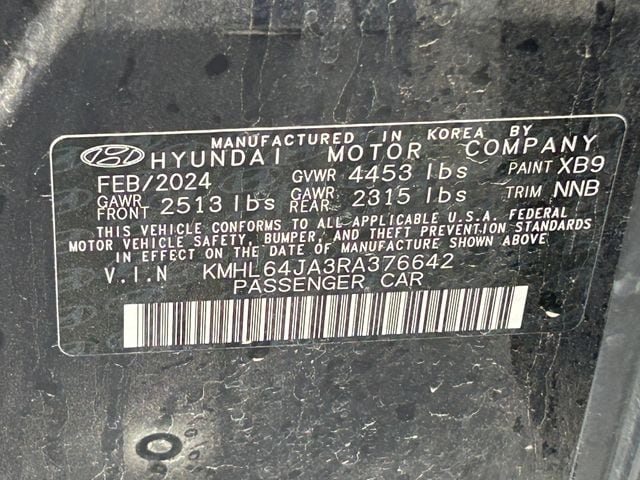 MANUFACTURED IN KOREA BY
HYUNDAI MOTOR COMPANY
FEB/2024 GVWR 4453 lbs PAINT XB9
GAWR FRONT 2513 lbs GAWR REAR 2315 lbs TRIM NNB
THIS VEHICLE CONFORMS TO ALL APPLICABLE U.S.A. FEDERAL
MOTOR VEHICLE SAFETY, BUMPER, AND THEFT PREVENTION STANDARDS
IN EFFECT ON THE DATE OF MANUFACTURE SHOWN ABOVE
V.I.N KMHL64JA3RA376642
PASSENGER CAR